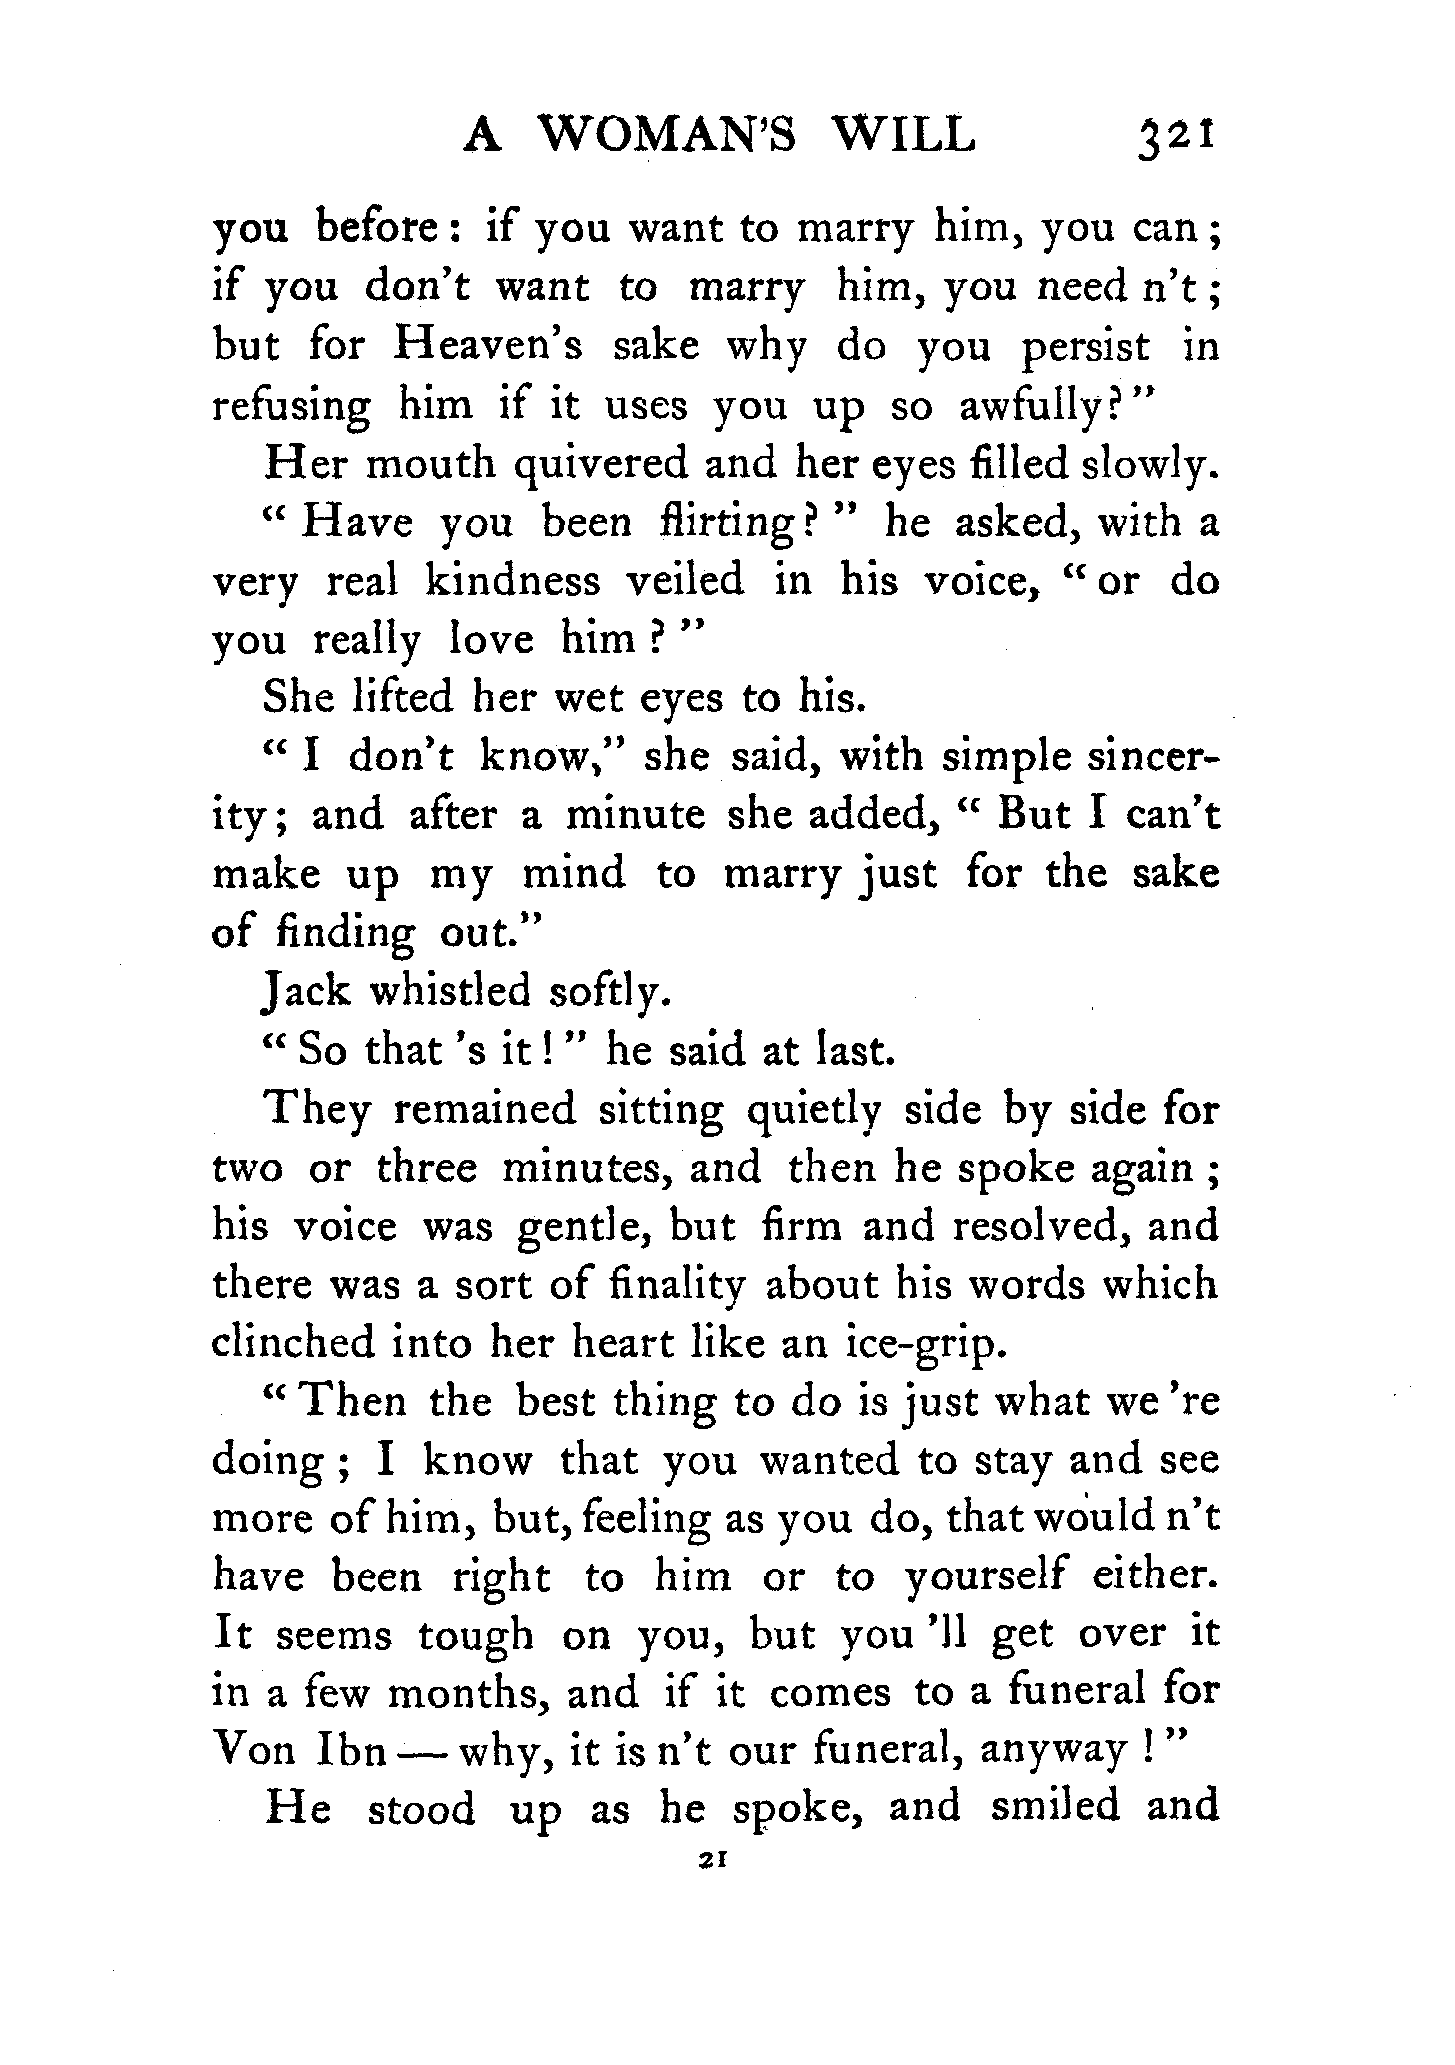 A WOMAN'S WILL 321
you before: if you want to marry him, you can;
if you don't want to marry him, you need n't;
but for Heaven's sake why do you persist in
refusing him if it uses you up so awfully?"
Her mouth quivered and her eyes filled slowly.
"Have you been flirting?" he asked, with a
very real kindness veiled in his voice, "or do
you really love him?"
She lifted her wet eyes to his.
"I don't know," she said, with simple sincer-
ity; and after a minute she added, "But I can't
make up my mind to marry just for the sake
of finding out."
Jack whistled softly.
"So that 's it!" he said at last.
They remained sitting quietly side by side for
two or three minutes, and then he spoke again;
his voice was gentle, but firm and resolved, and
there was a sort of finality about his words which
clinched into her heart like an ice-grip.
"Then the best thing to do is just what we 're
doing; I know that you wanted to stay and see
more of him, but, feeling as you do, that would n't
have been right to him or to yourself either.
It seems tough on you, but you 'll get over it
in a few months, and if it comes to a funeral for
Von Ibn — why, it is n't our funeral, anyway!"
He stood up as he spoke, and smiled and
21